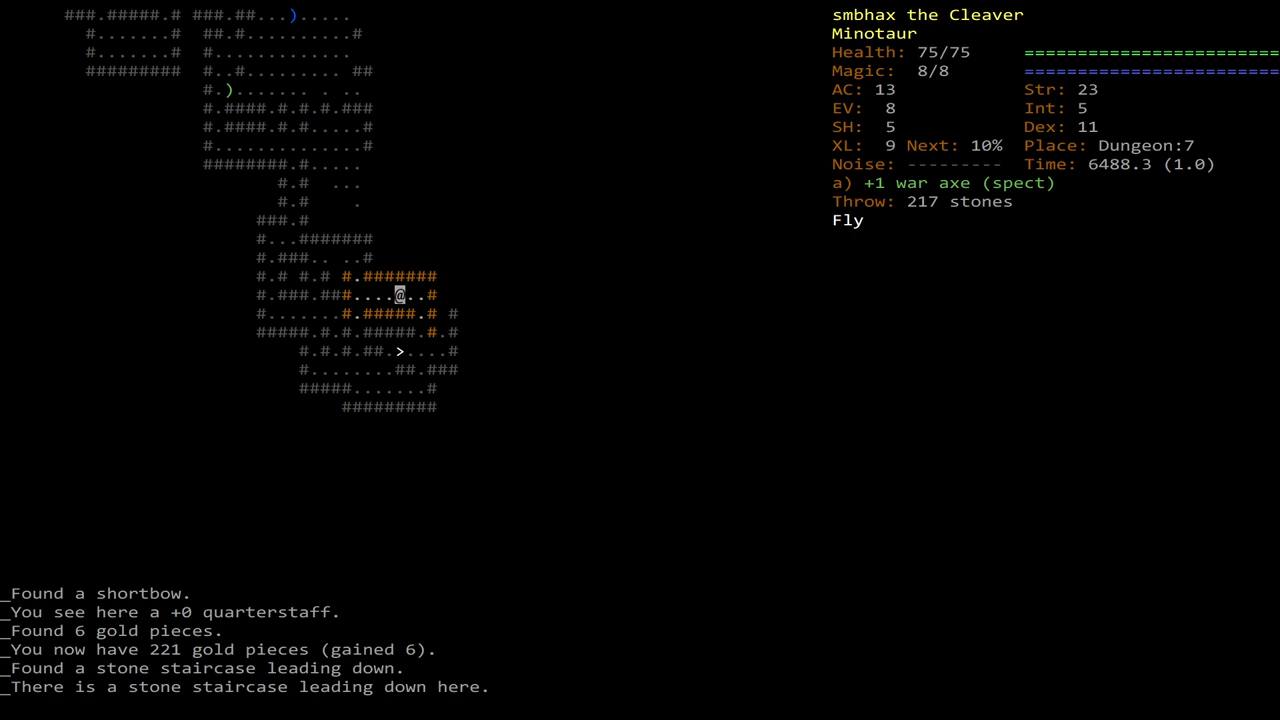 ###.#####.# ###.##...).....
#.......# ##.#..........#
#.......# #.............
######### #..#......... ##
#.)....... . ..
#.####.#.#.#.###
#.####.#.#.....#
#..............#
########.#.....
#.# ...
#.# .
###.#
#...#######
#.###.. ..#
#.# #.# #.#######
#.###.###....@..#
#.......#.#####.# #
#####.#.#.#####.#.#
#.#.#.##.>....#
#........##.###
#####.......#
#########
smbhax the Cleaver
Minotaur
Health: 75/75 ========================
Magic: 8/8 ========================
AC: 13 Str: 23
EV: 8 Int: 5
SH: 5 Dex: 11
XL: 9 Next: 10% Place: Dungeon:7
Noise: --------- Time: 6488.3 (1.0)
a) +1 war axe (spect)
Throw: 217 stones
Fly
_Found a shortbow.
_You see here a +0 quarterstaff.
_Found 6 gold pieces.
_You now have 221 gold pieces (gained 6).
_Found a stone staircase leading down.
_There is a stone staircase leading down here.